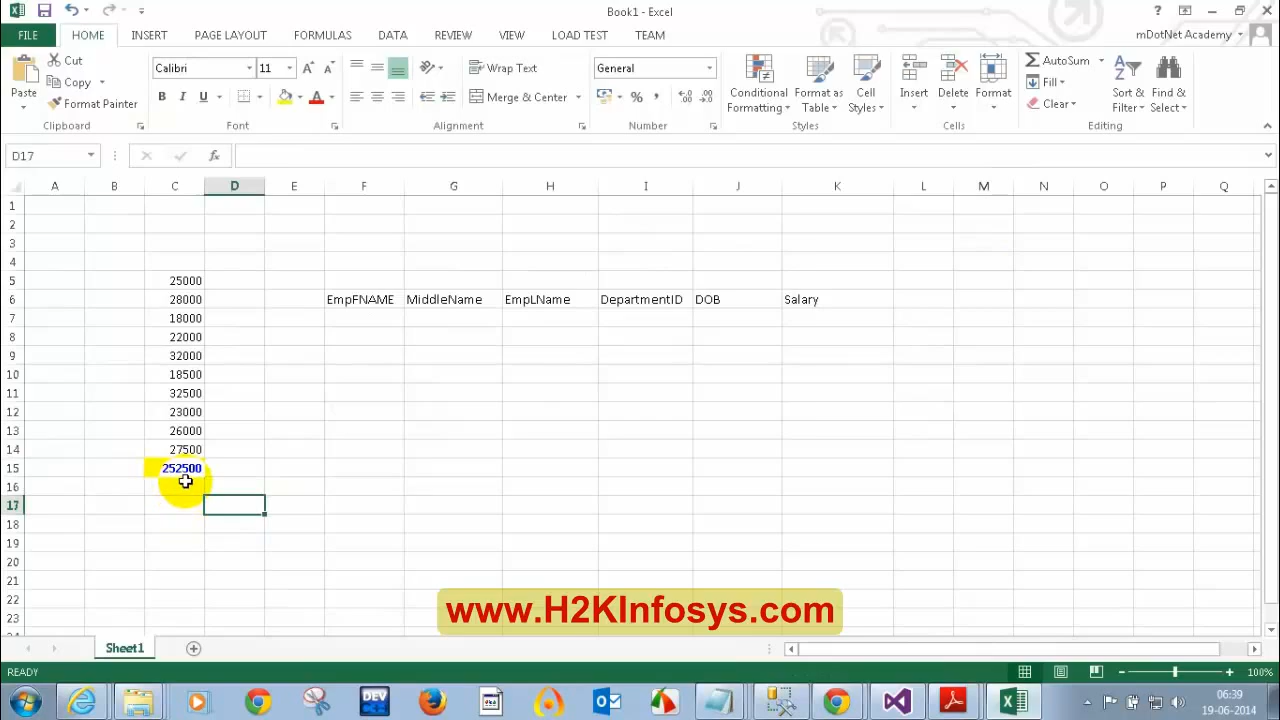 Book1 - Excel
FILE HOME INSERT PAGE LAYOUT FORMULAS DATA REVIEW VIEW LOAD TEST TEAM mDotNet Academy
Paste Cut Copy Format Painter Clipboard
Calibri 11 B I U A Font
Wrap Text Merge & Center Alignment
General % Number
Conditional Formatting Format as Table Cell Styles Styles
Insert Delete Format Cells
AutoSum Fill Clear Sort & Filter Find & Select Editing
D17 fx
A B C D E F G H I J K L M N O P Q
1
2
3
4
5 25000
6 28000 EmpFNAME MiddleName EmpLName DepartmentID DOB Salary
7 18000
8 22000
9 32000
10 18500
11 32500
12 23000
13 26000
14 27500
15 252500
16
17
18
19
20
21
22
23
www.H2KInfosys.com
Sheet1
READY 100%
DEV
06:39
19-06-2014